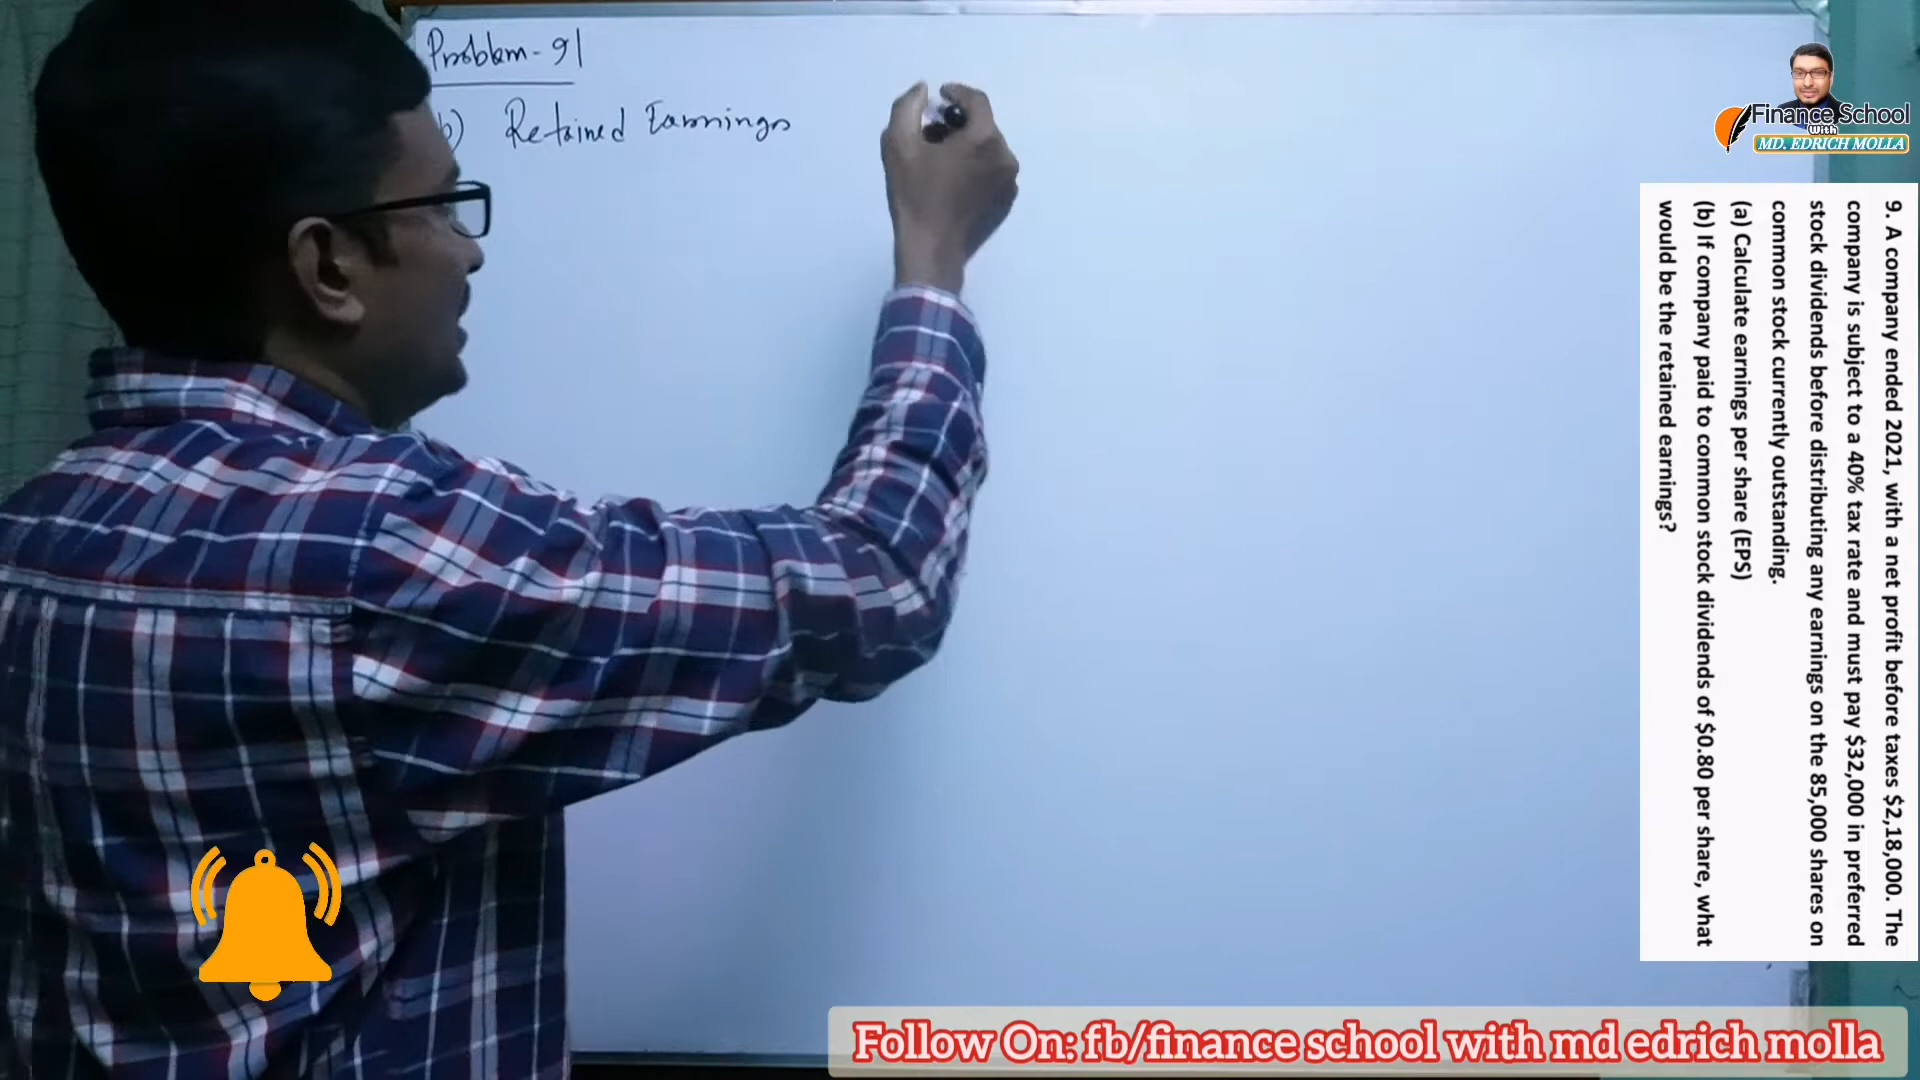 Problem-9|
b) Retained Earnings
Finance School
With
MD. EDRICH MOLLA
9. A company ended 2021, with a net profit before taxes $2,18,000. The
company is subject to a 40% tax rate and must pay $32,000 in preferred
stock dividends before distributing any earnings on the 85,000 shares on
common stock currently outstanding.
(a) Calculate earnings per share (EPS)
(b) If company paid to common stock dividends of $0.80 per share, what
would be the retained earnings?
Follow On: fb/finance school with md edrich molla